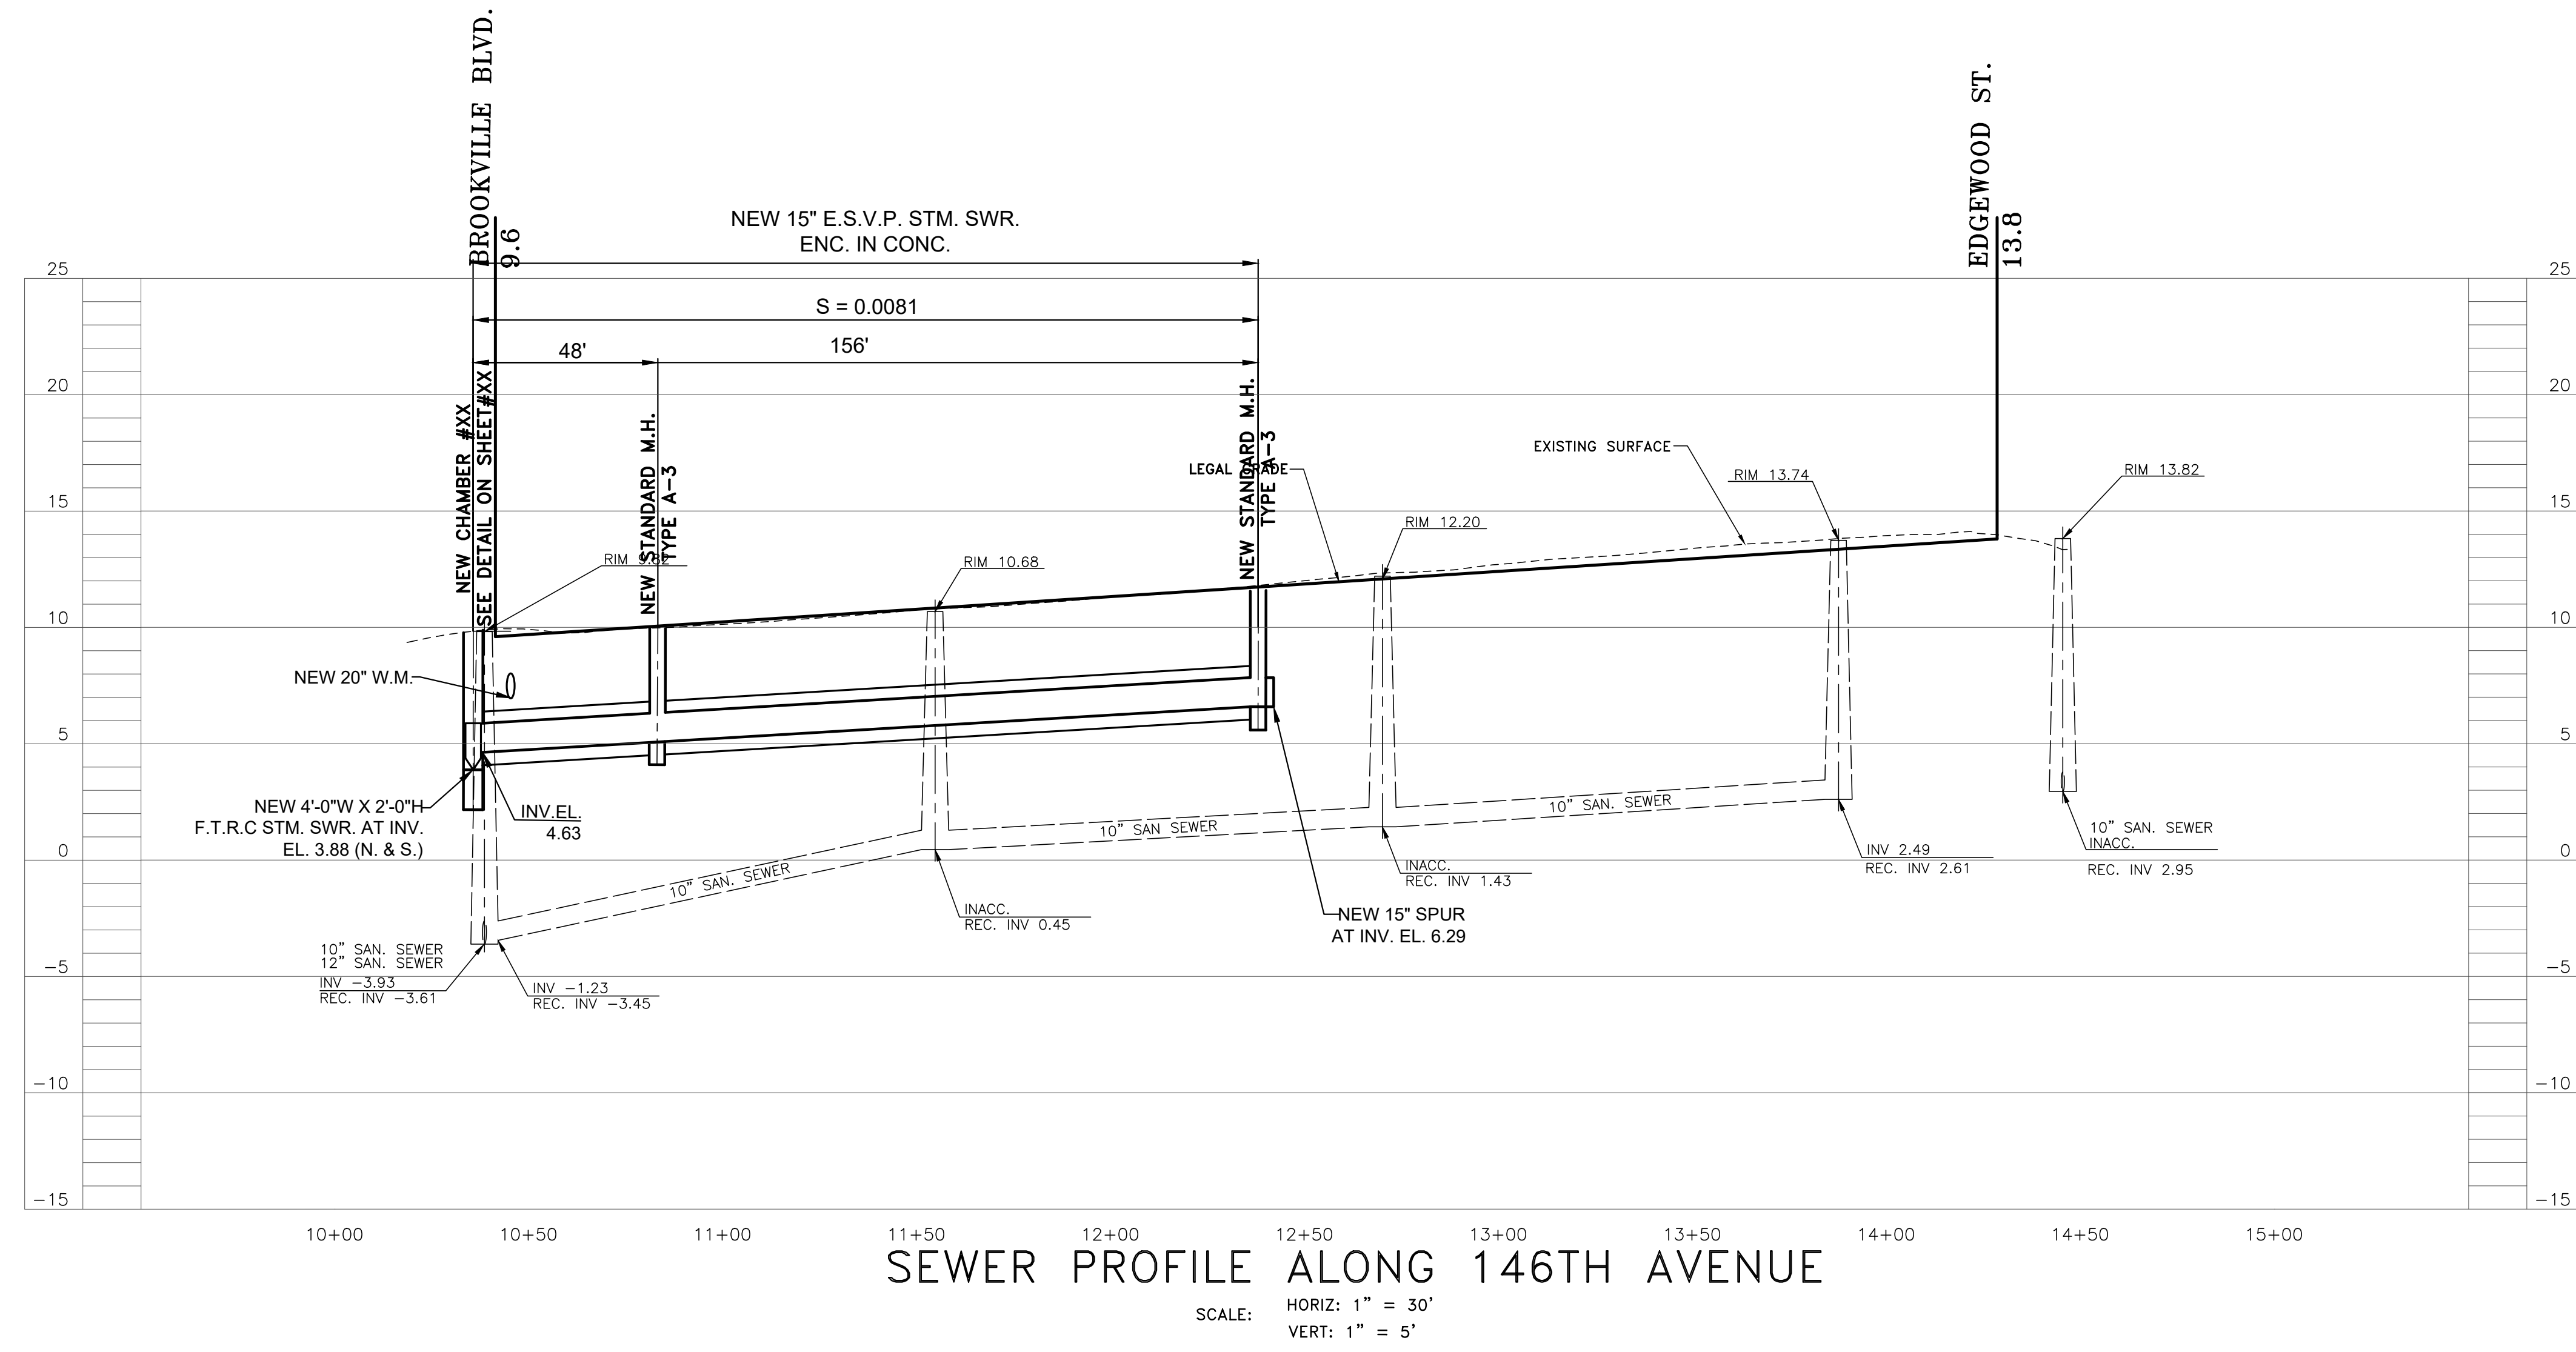 BROOKVILLE BLVD.
9.6
EDGEWOOD ST.
13.8
NEW 15" E.S.V.P. STM. SWR.
ENC. IN CONC.
S = 0.0081
48'
156'
25
25
20
20
15
15
10
10
5
5
0
0
-5
-5
-10
-10
-15
-15
NEW CHAMBER #XX
SEE DETAIL ON SHEET#XX
NEW STANDARD M.H.
TYPE A-3
NEW STANDARD M.H.
TYPE A-3
LEGAL GRADE
EXISTING SURFACE
RIM 9.82
RIM 10.68
RIM 12.20
RIM 13.74
RIM 13.82
NEW 20" W.M.
NEW 4'-0"W X 2'-0"H
F.T.R.C STM. SWR. AT INV.
EL. 3.88 (N. & S.)
INV.EL.
4.63
10" SAN. SEWER
10" SAN SEWER
10" SAN. SEWER
10" SAN. SEWER
12" SAN. SEWER
INV -3.93
REC. INV -3.61
INV -1.23
REC. INV -3.45
INACC.
REC. INV 0.45
INACC.
REC. INV 1.43
NEW 15" SPUR
AT INV. EL. 6.29
INV 2.49
REC. INV 2.61
10" SAN. SEWER
INACC.
REC. INV 2.95
10+00
10+50
11+00
11+50
12+00
12+50
13+00
13+50
14+00
14+50
15+00
SEWER PROFILE ALONG 146TH AVENUE
SCALE:
HORIZ: 1" = 30'
VERT: 1" = 5'